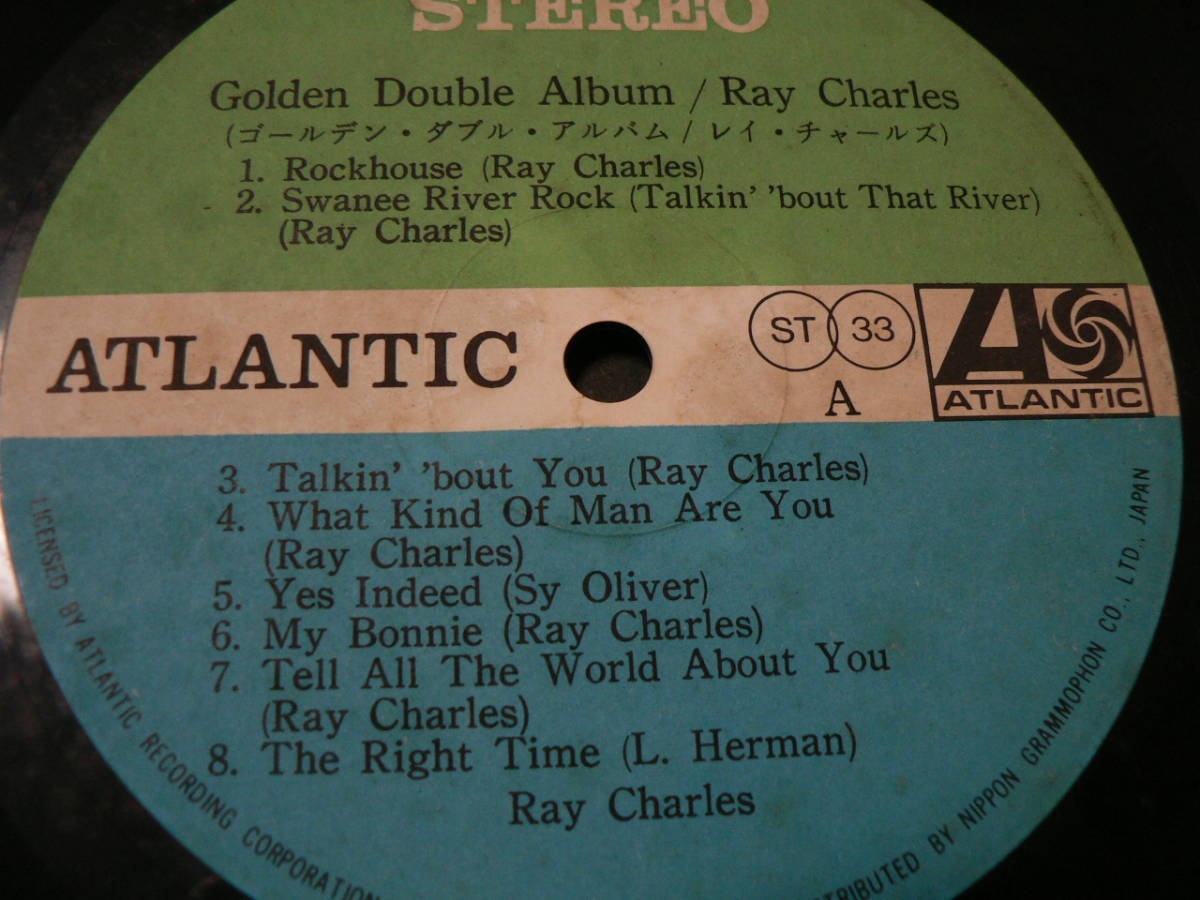 STEREO
Golden Double Album / Ray Charles
(ゴールデン・ダブル・アルバム / レイ・チャールズ)
1. Rockhouse (Ray Charles)
2. Swanee River Rock (Talkin' 'bout That River)
(Ray Charles)
ATLANTIC
ST 33
A
ATLANTIC
3. Talkin' 'bout You (Ray Charles)
4. What Kind Of Man Are You
(Ray Charles)
5. Yes Indeed (Sy Oliver)
6. My Bonnie (Ray Charles)
7. Tell All The World About You
(Ray Charles)
8. The Right Time (L. Herman)
Ray Charles
LICENSED BY ATLANTIC RECORDING CORPORATION
BY NIPPON GRAMMOPHON CO., LTD., JAPAN